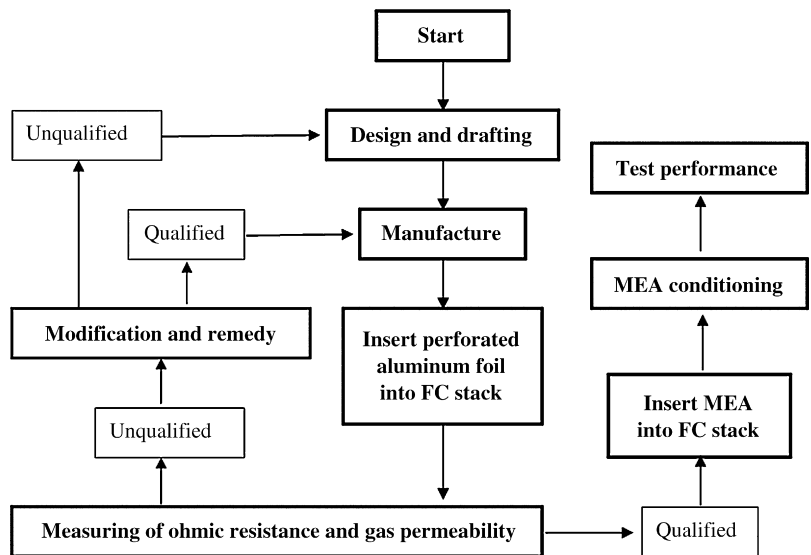 Start
Unqualified
Design and drafting
Test performance
Qualified
Manufacture
MEA conditioning
Modification and remedy
Insert perforated
aluminum foil
into FC stack
Insert MEA
into FC stack
Unqualified
Measuring of ohmic resistance and gas permeability
Qualified